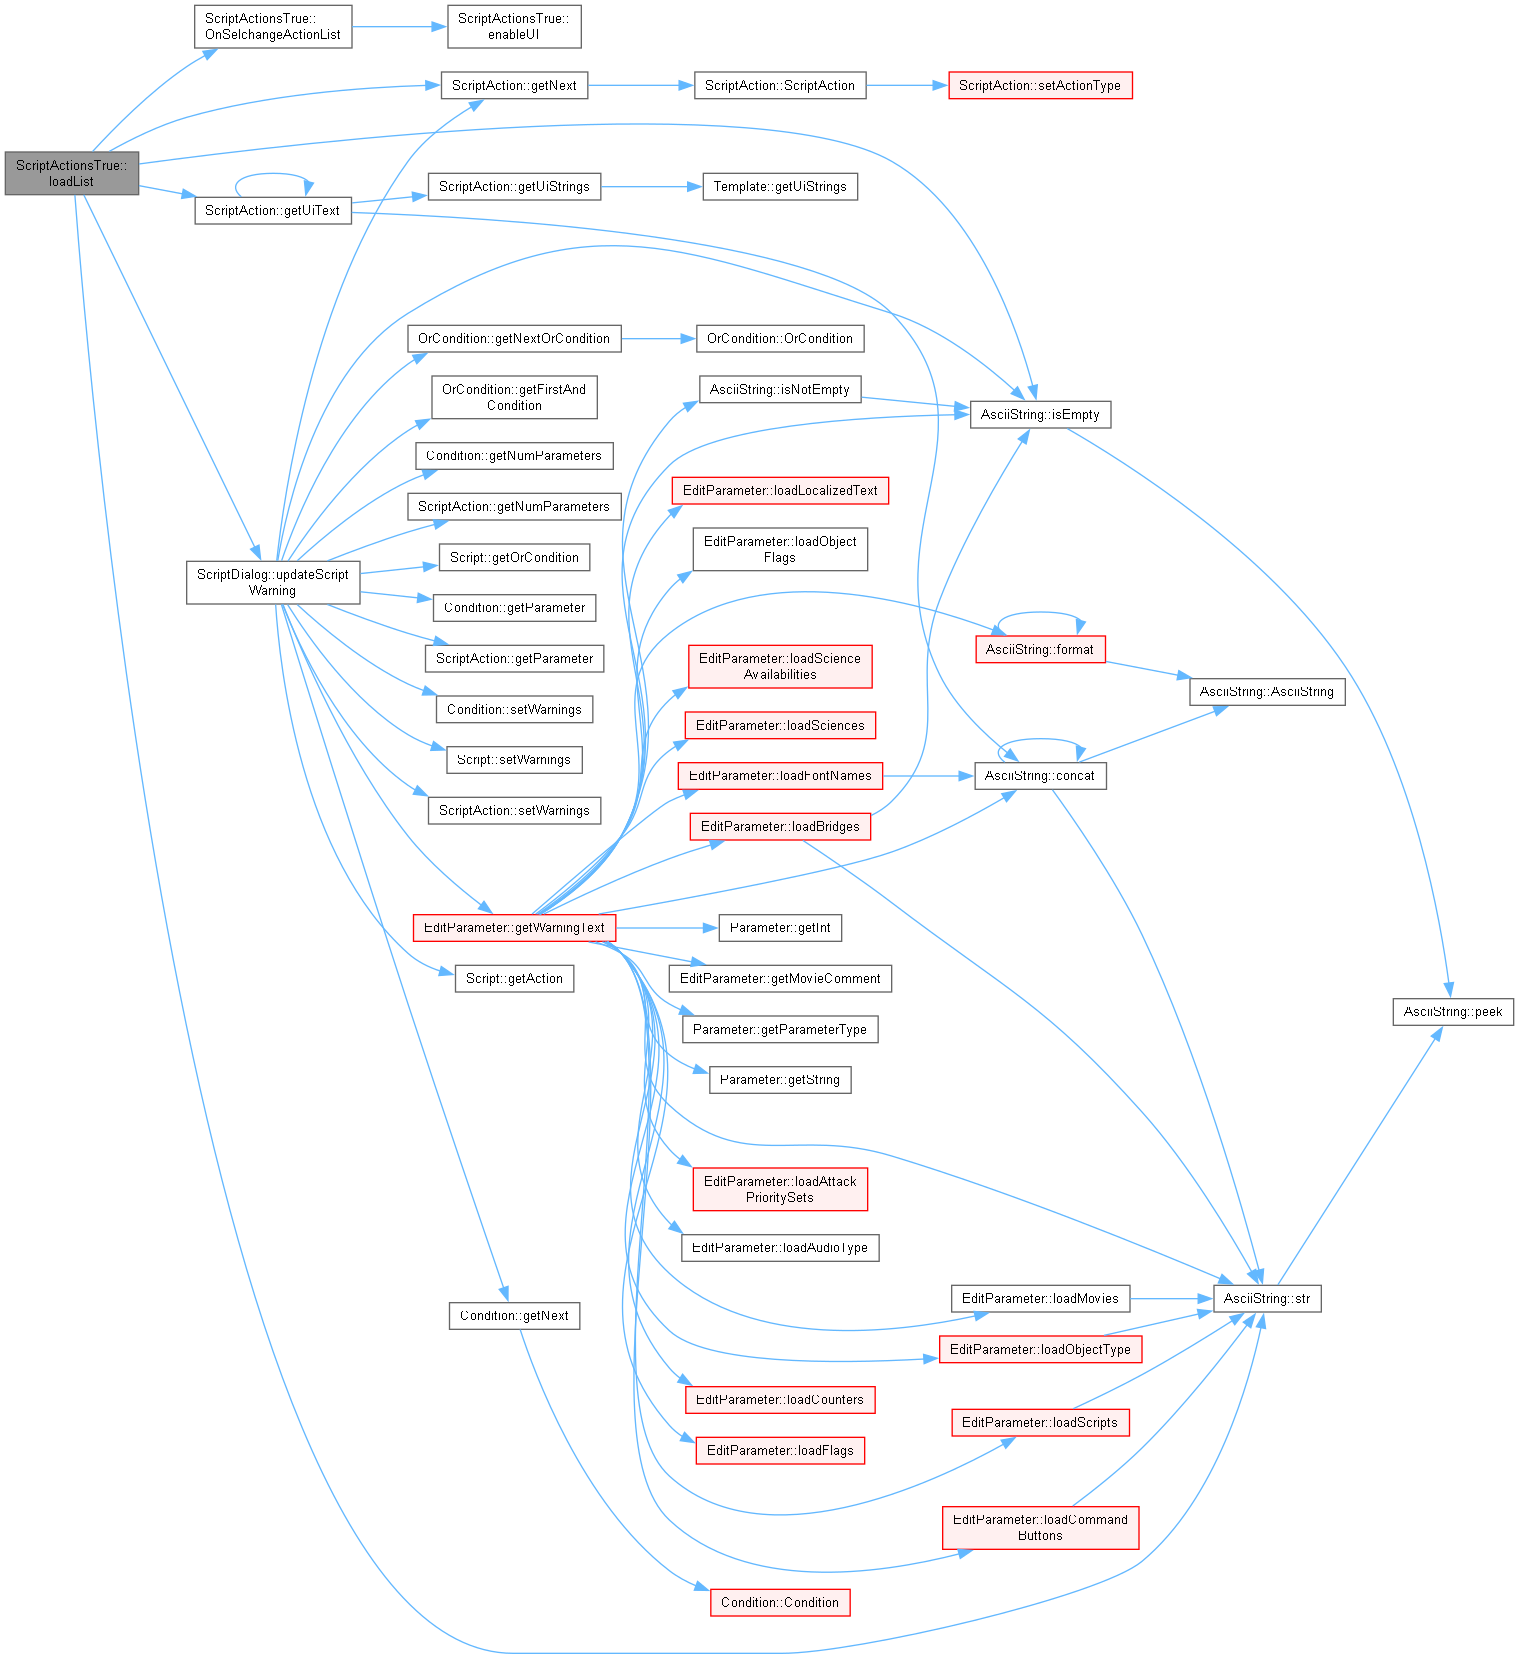 ScriptActionsTrue::
OnSelchangeActionList
ScriptActionsTrue::
enableUI
ScriptAction::getNext
ScriptAction::ScriptAction
ScriptAction::setActionType
ScriptActionsTrue::
loadList
ScriptAction::getUiText
ScriptAction::getUiStrings
Template::getUiStrings
OrCondition::getNextOrCondition
OrCondition::OrCondition
OrCondition::getFirstAnd
Condition
AsciiString::isNotEmpty
AsciiString::isEmpty
Condition::getNumParameters
EditParameter::loadLocalizedText
ScriptAction::getNumParameters
EditParameter::loadObject
Flags
Script::getOrCondition
ScriptDialog::updateScript
Warning
Condition::getParameter
ScriptAction::getParameter
EditParameter::loadScience
Availabilities
AsciiString::format
AsciiString::AsciiString
Condition::setWarnings
EditParameter::loadSciences
Script::setWarnings
EditParameter::loadFontNames
AsciiString::concat
ScriptAction::setWarnings
EditParameter::loadBridges
EditParameter::getWarningText
Parameter::getInt
Script::getAction
EditParameter::getMovieComment
AsciiString::peek
Parameter::getParameterType
Parameter::getString
EditParameter::loadAttack
PrioritySets
EditParameter::loadAudioType
EditParameter::loadMovies
AsciiString::str
Condition::getNext
EditParameter::loadObjectType
EditParameter::loadCounters
EditParameter::loadScripts
EditParameter::loadFlags
EditParameter::loadCommand
Buttons
Condition::Condition